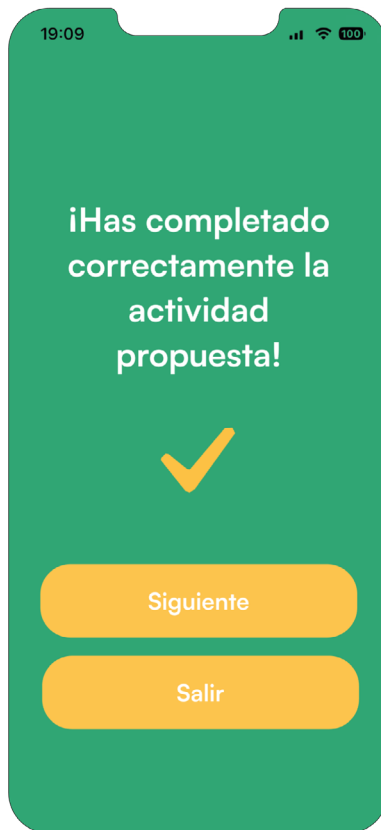 19:09
100
¡Has completado
correctamente la
actividad
propuesta!
Siguiente
Salir